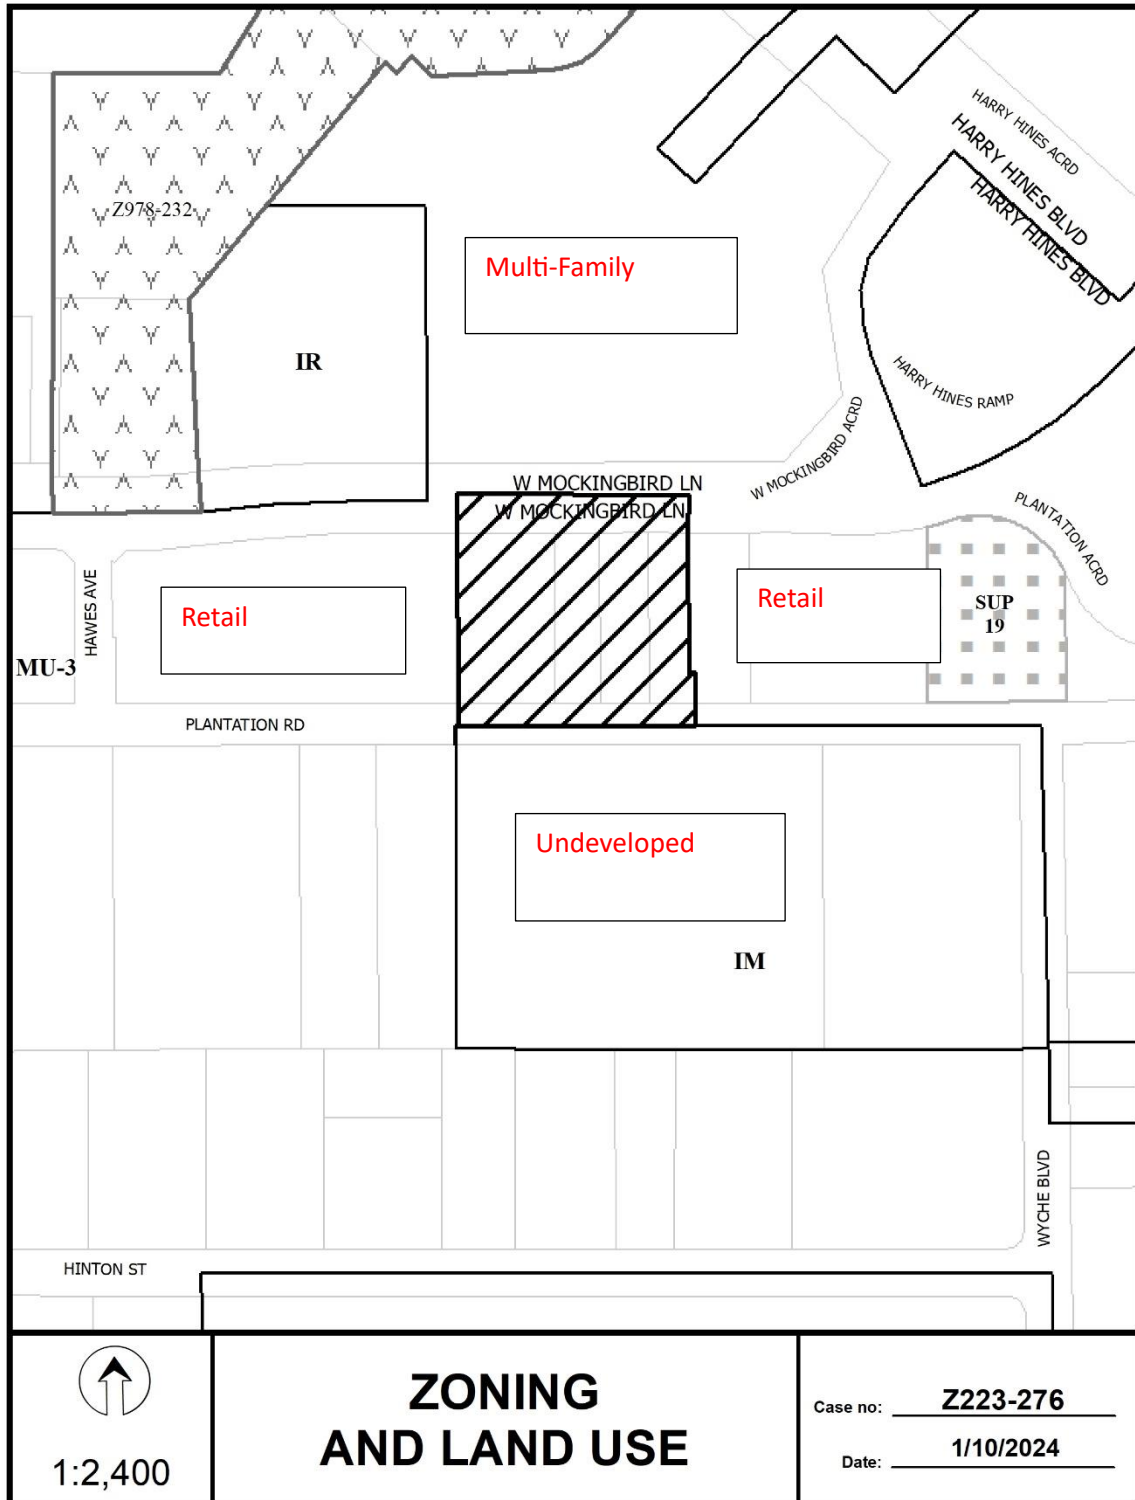 HARRY HINES ACRD
HARRY HINES BLVD
HARRY HINES BLVD
Z978-232
Multi-Family
IR
HARRY HINES RAMP
W MOCKINGBIRD ACRD
W MOCKINGBIRD LN
W MOCKINGBIRD LN
PLANTATION ACRD
HAWES AVE
Retail
Retail
SUP
19
MU-3
PLANTATION RD
Undeveloped
IM
WYCHE BLVD
HINTON ST
1:2,400
ZONING
AND LAND USE
Case no: Z223-276
Date: 1/10/2024